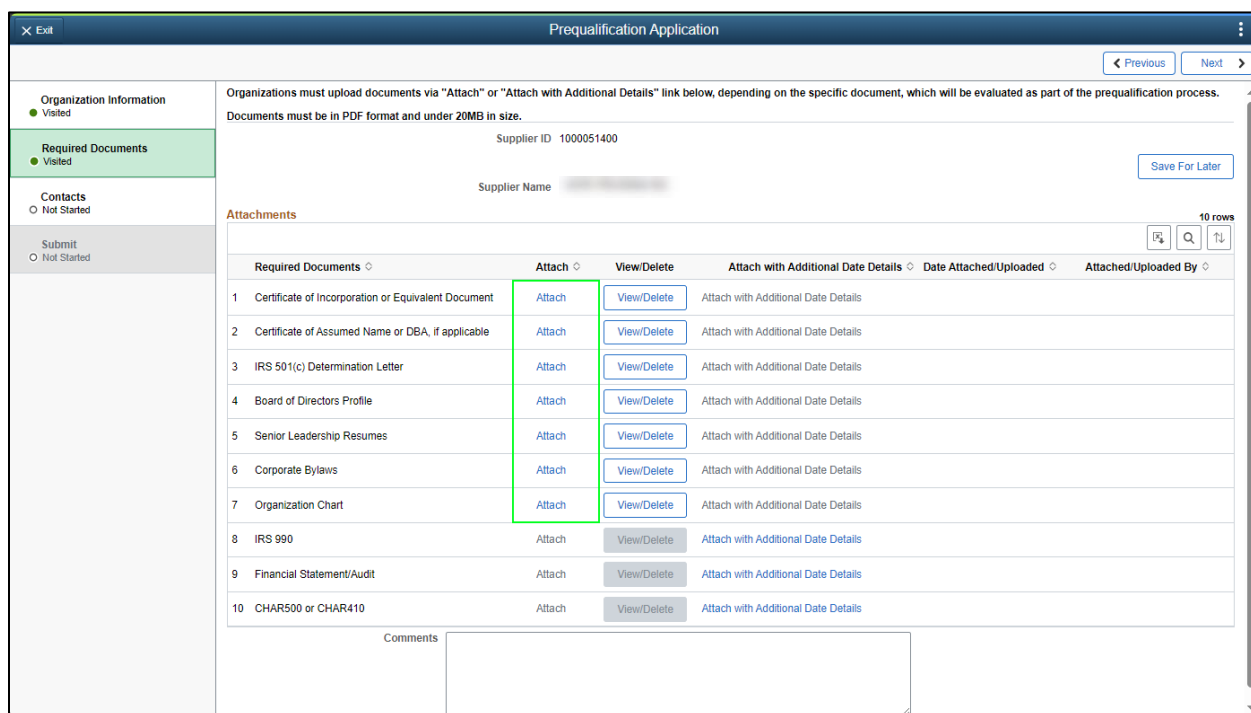 Exit
Prequalification Application
Previous
Next
Organization Information
Visited
Required Documents
Visited
Contacts
Not Started
Submit
Not Started
Organizations must upload documents via "Attach" or "Attach with Additional Details" link below, depending on the specific document, which will be evaluated as part of the prequalification process.
Documents must be in PDF format and under 20MB in size.
Supplier ID 1000051400
Save For Later
Supplier Name
Attachments
10 rows
Required Documents Attach View/Delete Attach with Additional Date Details Date Attached/Uploaded Attached/Uploaded By
1 Certificate of Incorporation or Equivalent Document Attach View/Delete Attach with Additional Date Details
2 Certificate of Assumed Name or DBA, if applicable Attach View/Delete Attach with Additional Date Details
3 IRS 501(c) Determination Letter Attach View/Delete Attach with Additional Date Details
4 Board of Directors Profile Attach View/Delete Attach with Additional Date Details
5 Senior Leadership Resumes Attach View/Delete Attach with Additional Date Details
6 Corporate Bylaws Attach View/Delete Attach with Additional Date Details
7 Organization Chart Attach View/Delete Attach with Additional Date Details
8 IRS 990 Attach View/Delete Attach with Additional Date Details
9 Financial Statement/Audit Attach View/Delete Attach with Additional Date Details
10 CHAR500 or CHAR410 Attach View/Delete Attach with Additional Date Details
Comments